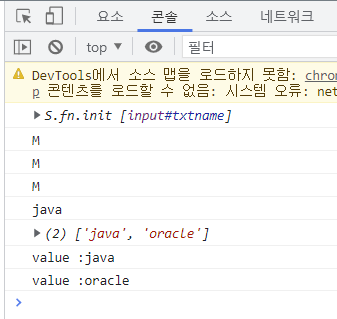 요소 콘솔 소스 네트워크
top 필터
DevTools에서 소스 맵을 로드하지 못함: chro
p 콘텐츠를 로드할 수 없음: 시스템 오류: net
S.fn.init [input#txtname]
M
M
M
java
(2) ['java', 'oracle']
value :java
value :oracle